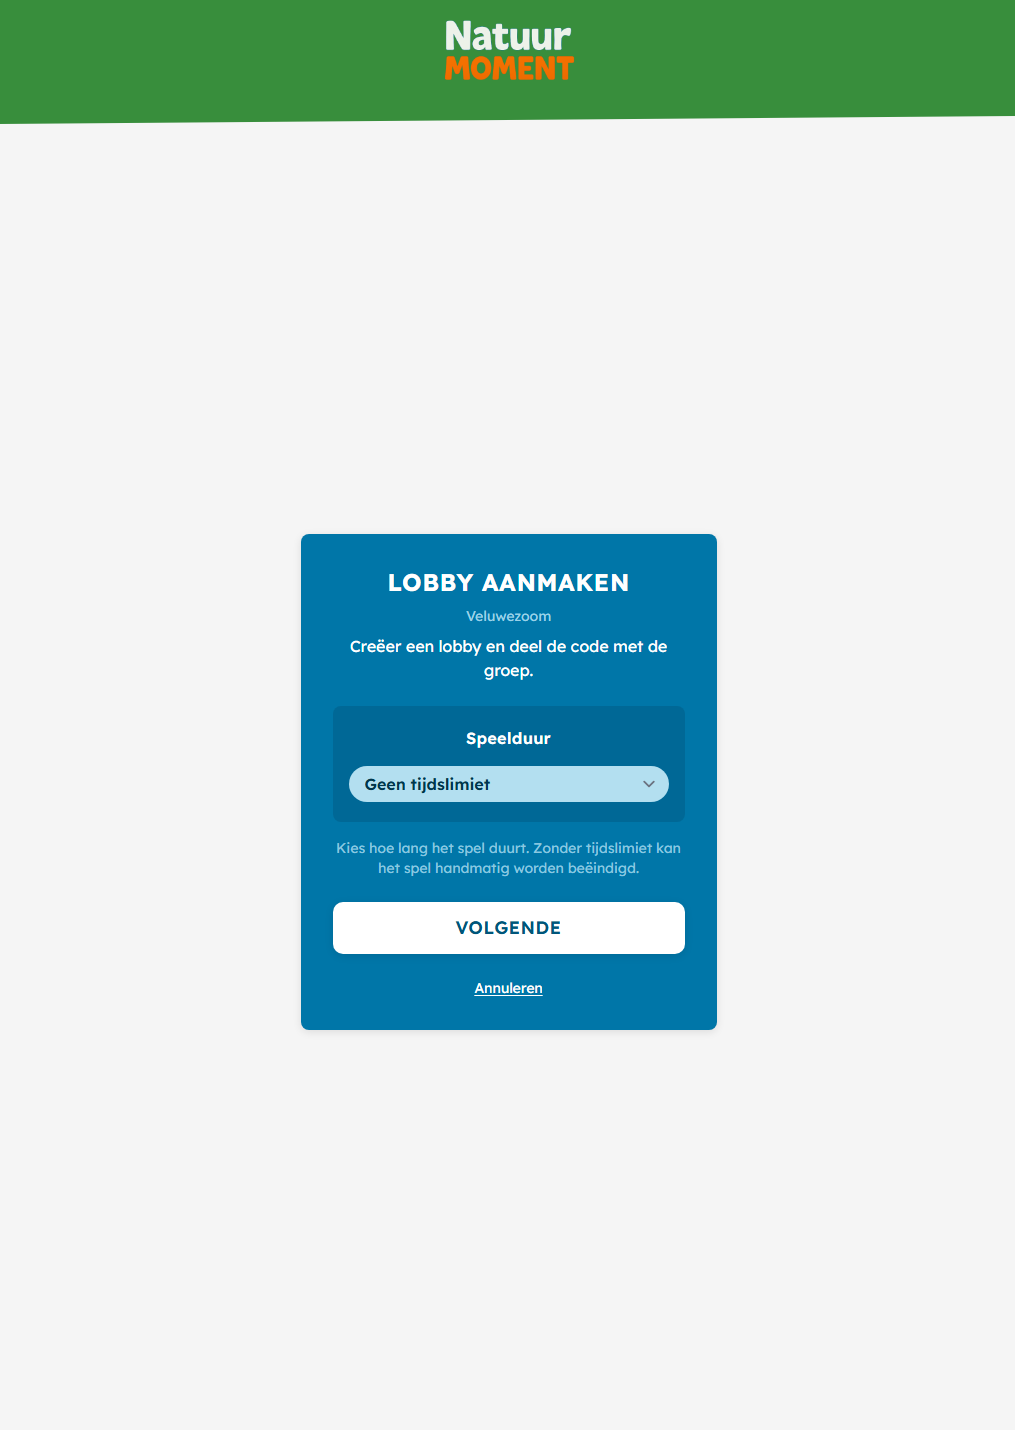 Natuur
MOMENT
LOBBY AANMAKEN
Veluwezoom
Creëer een lobby en deel de code met de
groep.
Speelduur
Geen tijdslimiet
Kies hoe lang het spel duurt. Zonder tijdslimiet kan
het spel handmatig worden beëindigd.
VOLGENDE
Annuleren